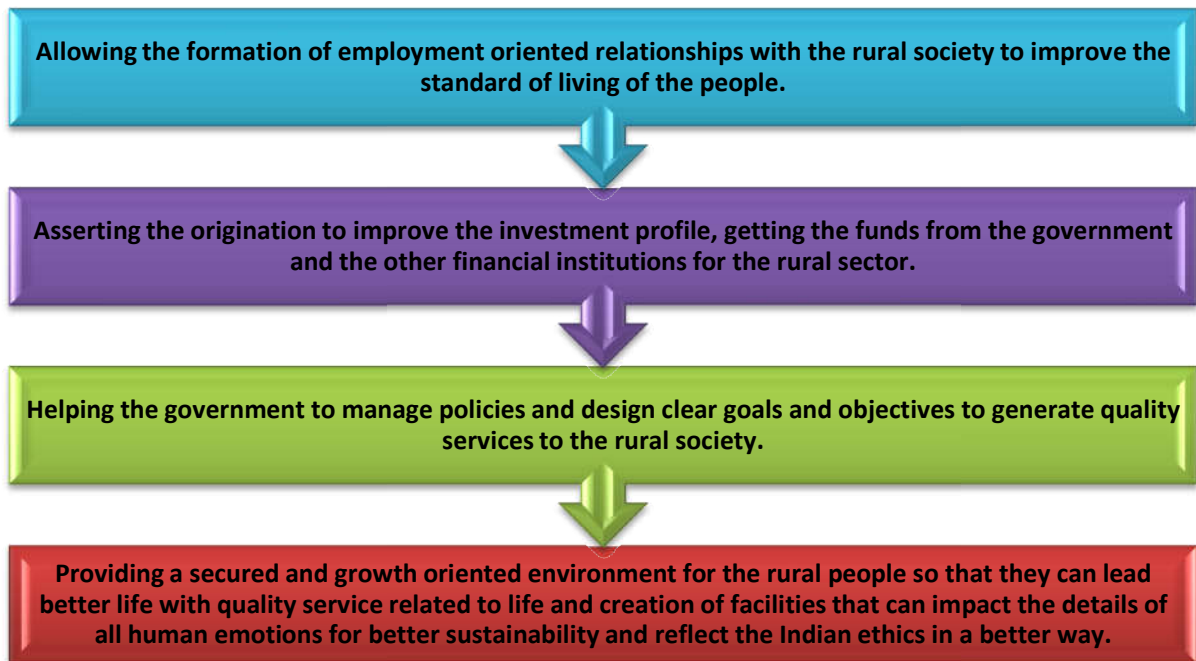 Allowing the formation of employment oriented relationships with the rural society to improve the
standard of living of the people.
Asserting the origination to improve the investment profile, getting the funds from the government
and the other financial institutions for the rural sector.
Helping the government to manage policies and design clear goals and objectives to generate quality
services to the rural society.
Providing a secured and growth oriented environment for the rural people so that they can lead
better life with quality service related to life and creation of facilities that can impact the details of
all human emotions for better sustainability and reflect the Indian ethics in a better way.